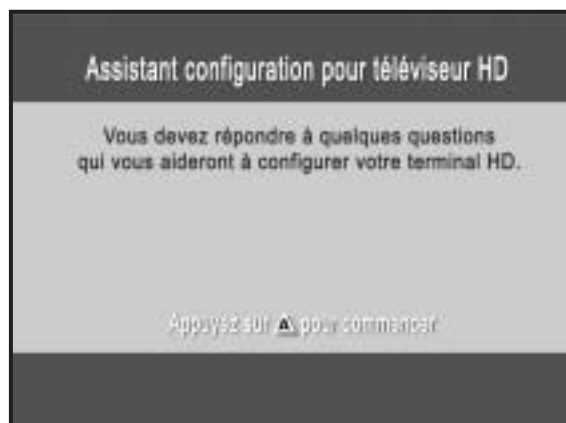 Assistant configuration pour téléviseur HD
Vous devez répondre à quelques questions
qui vous aideront à configurer votre terminal HD.
Appuyez sur A pour commencer